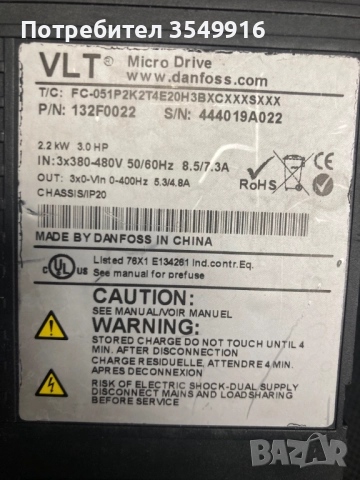 Потребител 3549916
VLT® Micro Drive
www.danfoss.com
T/C: FC-051P2K2T4E20H3BXCXXXSXXX
P/N: 132F0022 S/N: 444019A022
2.2 kW 3.0 HP
IN: 3x380-480V 50/60Hz 8.5/7.3A
OUT: 3x0-Vin 0-400Hz 5.3/4.8A
CHASSIS/IP20
RoHS
MADE BY DANFOSS IN CHINA
c UL US Listed 76X1 E134261 Ind.contr.Eq.
See manual for prefuse
CAUTION:
SEE MANUAL/VOIR MANUEL
WARNING:
STORED CHARGE DO NOT TOUCH UNTIL 4
MIN. AFTER DISCONNECTION
CHARGE RESIDUELLE, ATTENDRE 4 MIN.
APRES DECONNEXION
RISK OF ELECTRIC SHOCK-DUAL SUPPLY
DISCONNECT MAINS AND LOADSHARING
BEFORE SERVICE
BAZAR